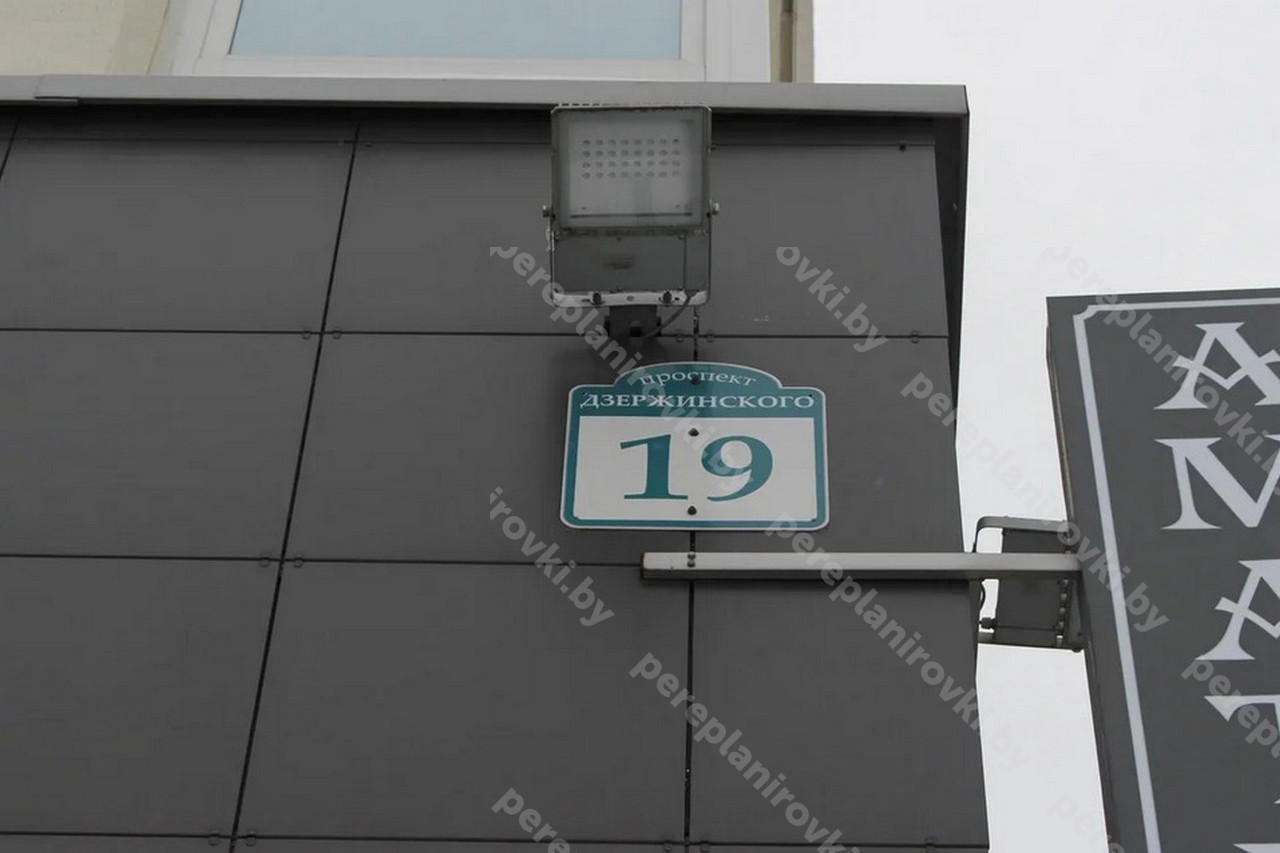 проспект
ДЗЕРЖИНСКОГО
19
А
М
А
Т
pereplanirovki.by